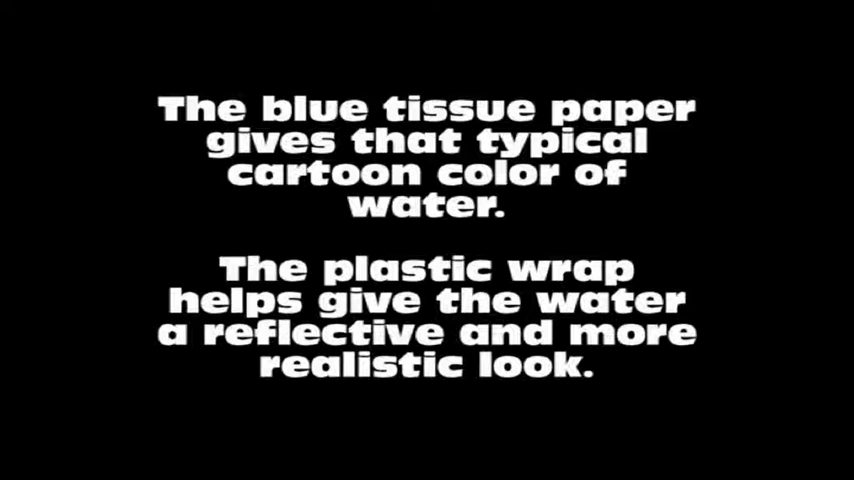 The blue tissue paper
gives that typical
cartoon color of
water.
The plastic wrap
helps give the water
a reflective and more
realistic look.